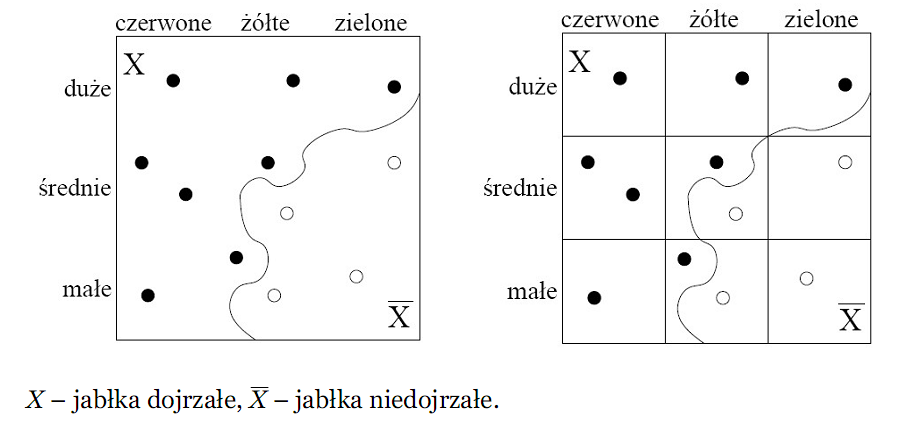 czerwone żółte zielone
X
duże
średnie
małe
X̅
czerwone żółte zielone
X
duże
średnie
małe
X̅
X – jabłka dojrzałe, X̅ – jabłka niedojrzałe.